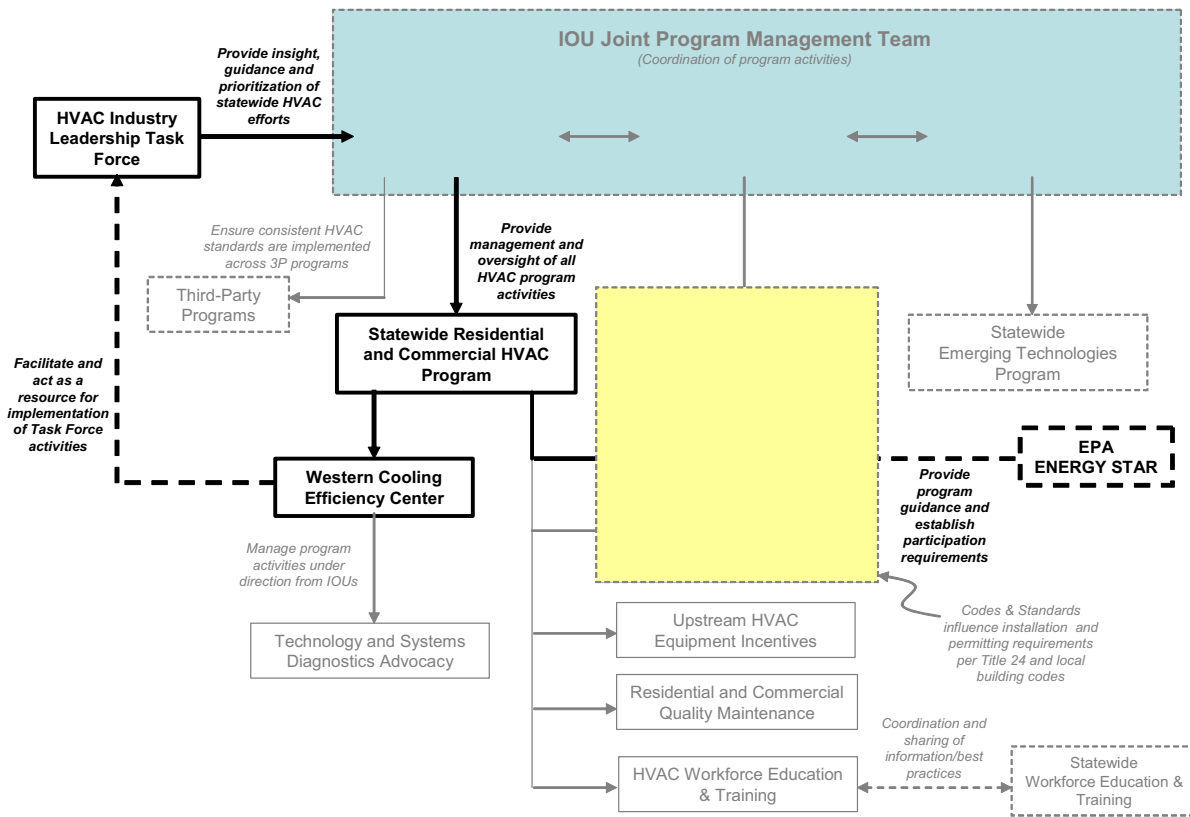 IOU Joint Program Management Team
(Coordination of program activities)
Provide insight,
guidance and
prioritization of
statewide HVAC
efforts
HVAC Industry
Leadership Task
Force
Ensure consistent HVAC
standards are implemented
across 3P programs
Provide
management and
oversight of all
HVAC program
activities
Third-Party
Programs
Statewide Residential
and Commercial HVAC
Program
Statewide
Emerging Technologies
Program
Facilitate and
act as a
resource for
implementation
of Task Force
activities
Western Cooling
Efficiency Center
EPA
ENERGY STAR
Provide
program
guidance and
establish
participation
requirements
Manage program
activities under
direction from IOUs
Technology and Systems
Diagnostics Advocacy
Upstream HVAC
Equipment Incentives
Codes & Standards
influence installation and
permitting requirements
per Title 24 and local
building codes
Residential and Commercial
Quality Maintenance
Coordination and
sharing of
information/best
practices
HVAC Workforce Education
& Training
Statewide
Workforce Education &
Training